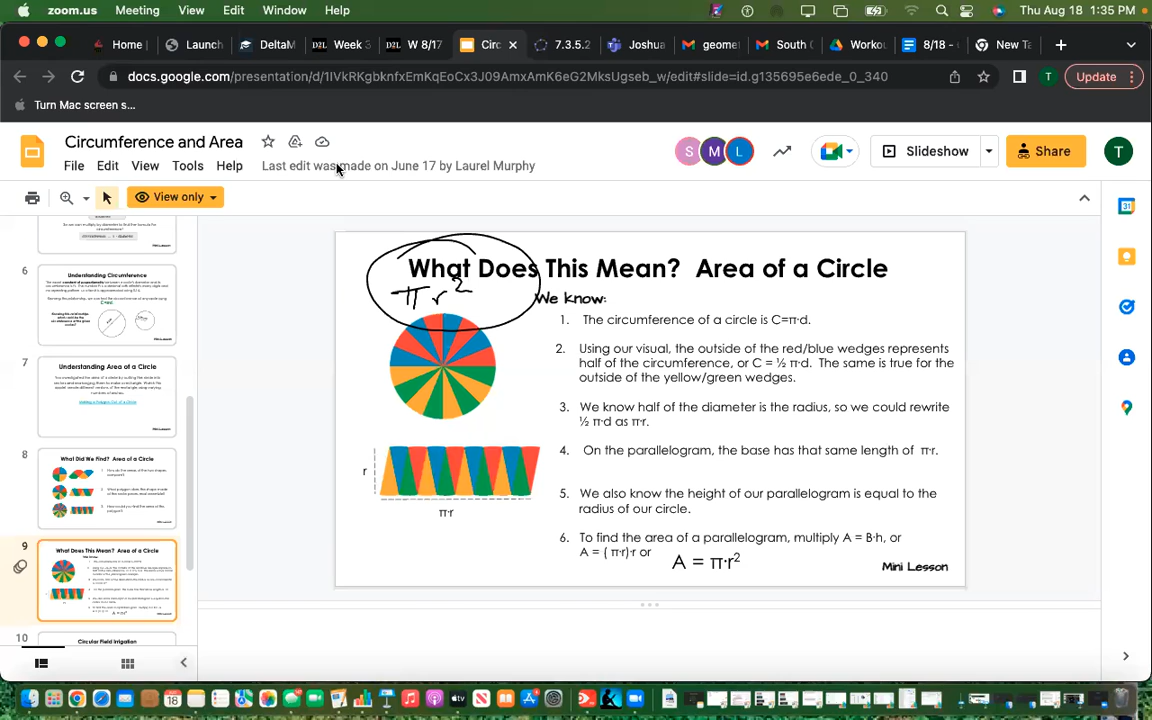 zoom.us Meeting View Edit Window Help Thu Aug 18 1:35 PM
Home Launch DeltaM Week 3 W 8/17 Circ 7.3.5.2 Joshua geomet South C Workou 8/18 - New Ta
docs.google.com/presentation/d/1IVkRKgbknfxEmKqEoCx3J09AmxAmK6eG2MksUgseb_w/edit#slide=id.g135695e6ede_0_340 T Update
Turn Mac screen s...
Circumference and Area
File Edit View Tools Help Last edit was made on June 17 by Laurel Murphy
S M L Slideshow Share T
View only
6
Understanding Circumference
7
Understanding Area of a Circle
8
What Did We Find? Area of a Circle
9
What Does This Mean? Area of a Circle
10
Circular Field Irrigation
What Does This Mean? Area of a Circle
πr²
We know:
1. The circumference of a circle is C=π·d.
2. Using our visual, the outside of the red/blue wedges represents
half of the circumference, or C = ½ π·d. The same is true for the
outside of the yellow/green wedges.
3. We know half of the diameter is the radius, so we could rewrite
½ π·d as π·r.
4. On the parallelogram, the base has that same length of π·r.
5. We also know the height of our parallelogram is equal to the
radius of our circle.
6. To find the area of a parallelogram, multiply A = B·h, or
A = ( π·r)·r or
A = π·r²
r
π·r
Mini Lesson
31
18